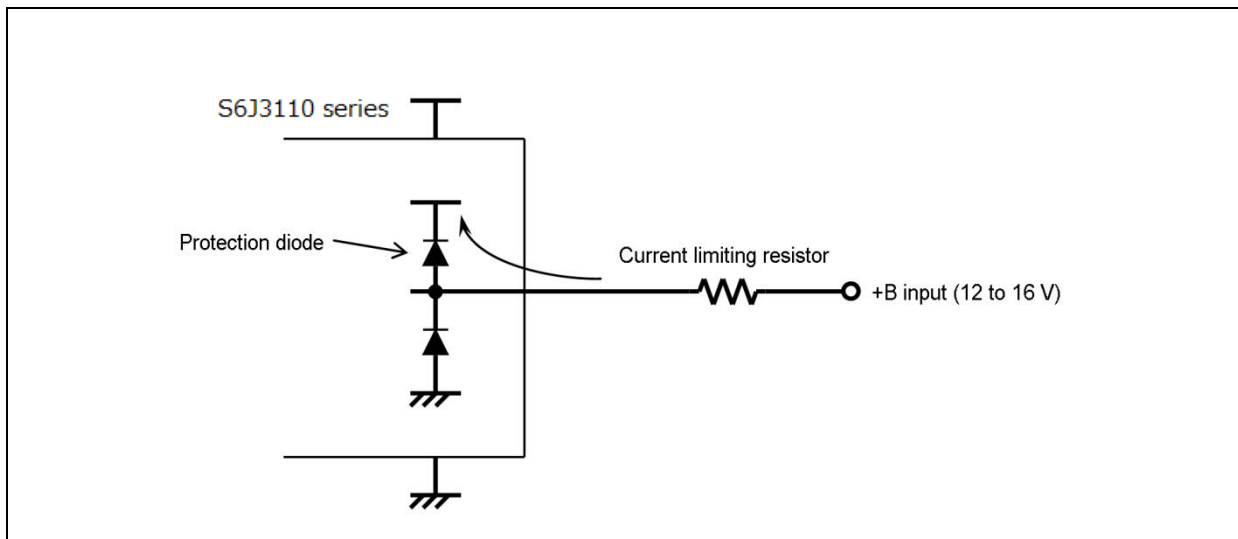 S6J3110 series
Protection diode
Current limiting resistor
+B input (12 to 16 V)